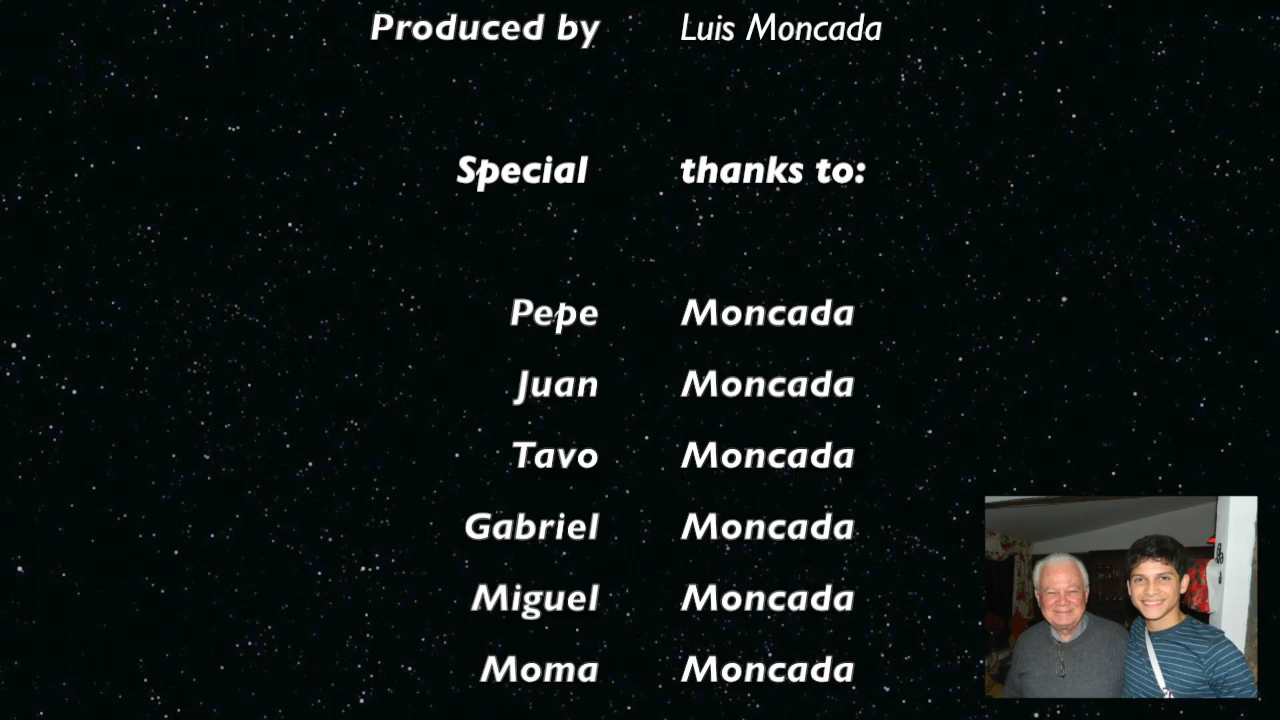 Produced by Luis Moncada
Special thanks to:
Pepe Moncada
Juan Moncada
Tavo Moncada
Gabriel Moncada
Miguel Moncada
Moma Moncada